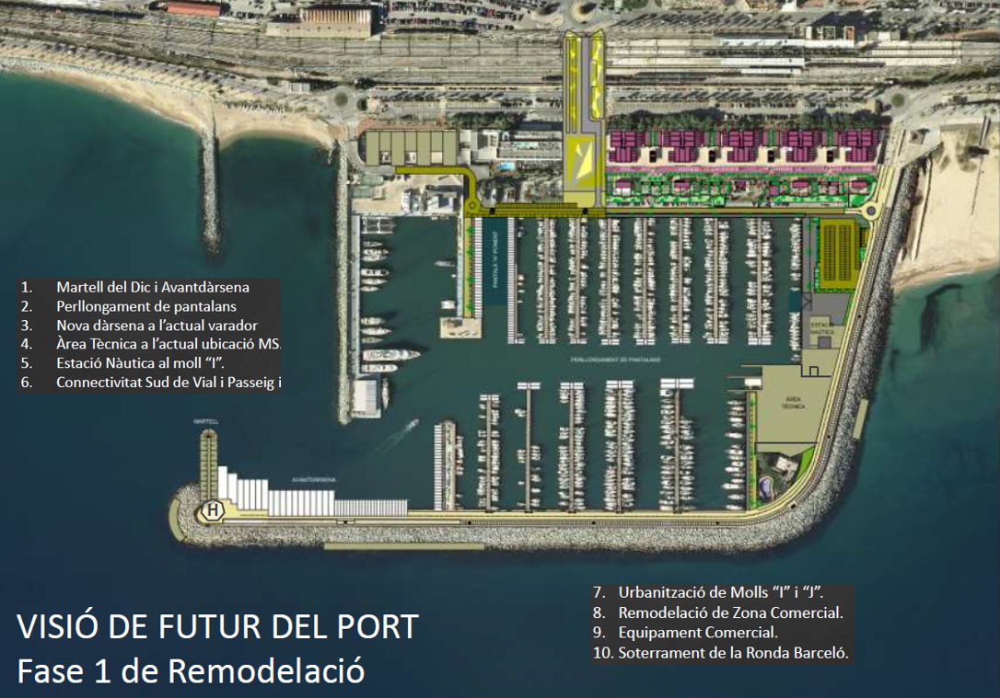 PANTALÀ "A" PONENT
1. Martell del Dic i Avantdàrsena
2. Perllongament de pantalans
3. Nova dàrsena a l'actual varador
4. Àrea Tècnica a l'actual ubicació MS.
5. Estació Nàutica al moll "I".
6. Connectivitat Sud de Vial i Passeig i
ESTACIÓ
NÀUTICA
PERLLONGAMENT DE PANTALANS
ÀREA
TÈCNICA
MARTELL
AVANTDÀRSENA
H
7. Urbanització de Molls "I" i "J".
8. Remodelació de Zona Comercial.
9. Equipament Comercial.
10. Soterrament de la Ronda Barceló.
VISIÓ DE FUTUR DEL PORT
Fase 1 de Remodelació